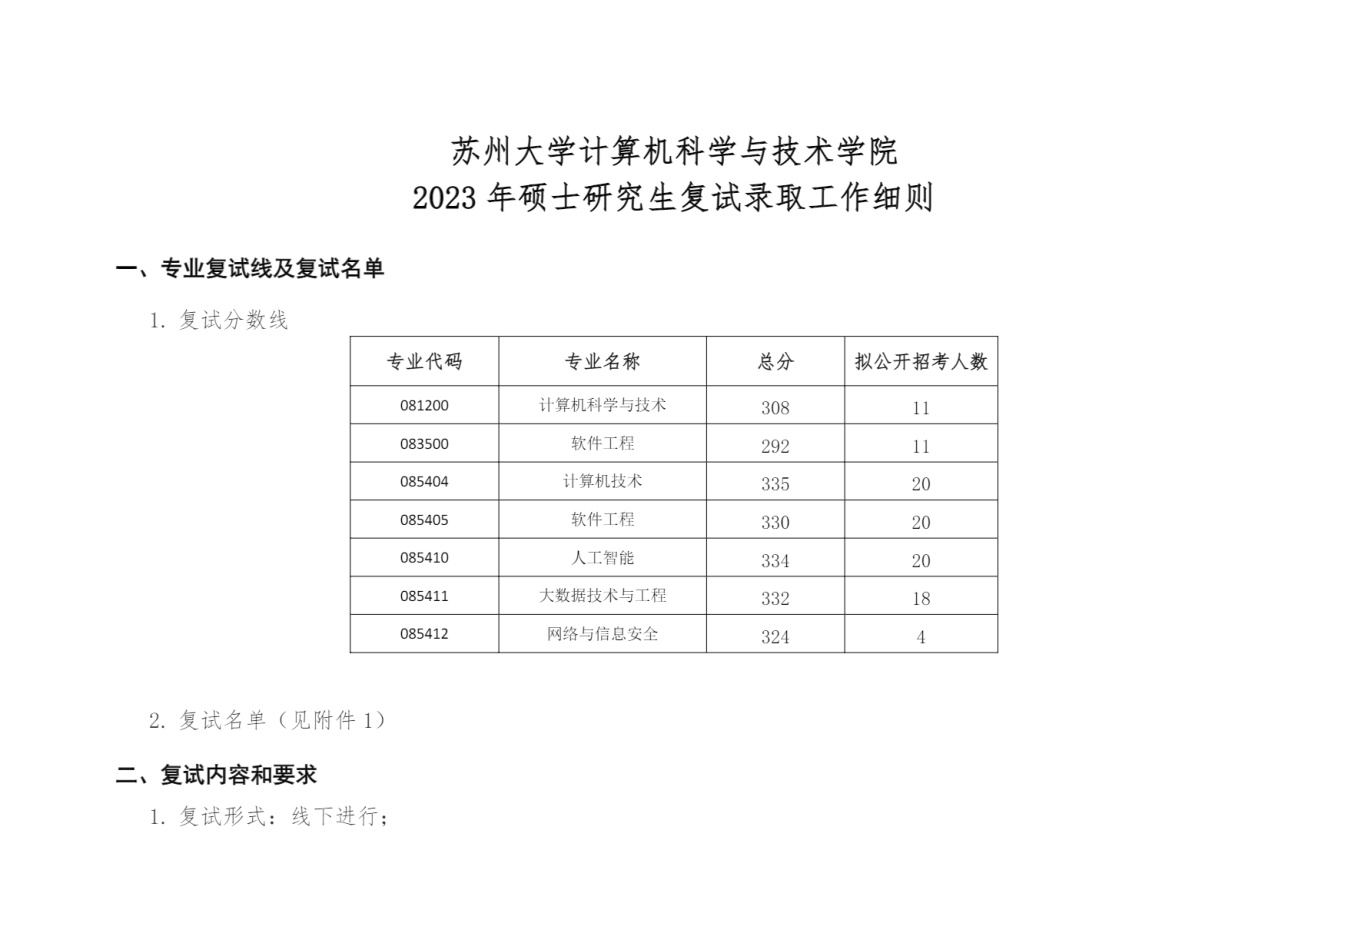 苏州大学计算机科学与技术学院
2023 年硕士研究生复试录取工作细则
一、专业复试线及复试名单
1. 复试分数线
专业代码 专业名称 总分 拟公开招考人数
081200 计算机科学与技术 308 11
083500 软件工程 292 11
085404 计算机技术 335 20
085405 软件工程 330 20
085410 人工智能 334 20
085411 大数据技术与工程 332 18
085412 网络与信息安全 324 4
2. 复试名单（见附件 1）
二、复试内容和要求
1. 复试形式：线下进行；